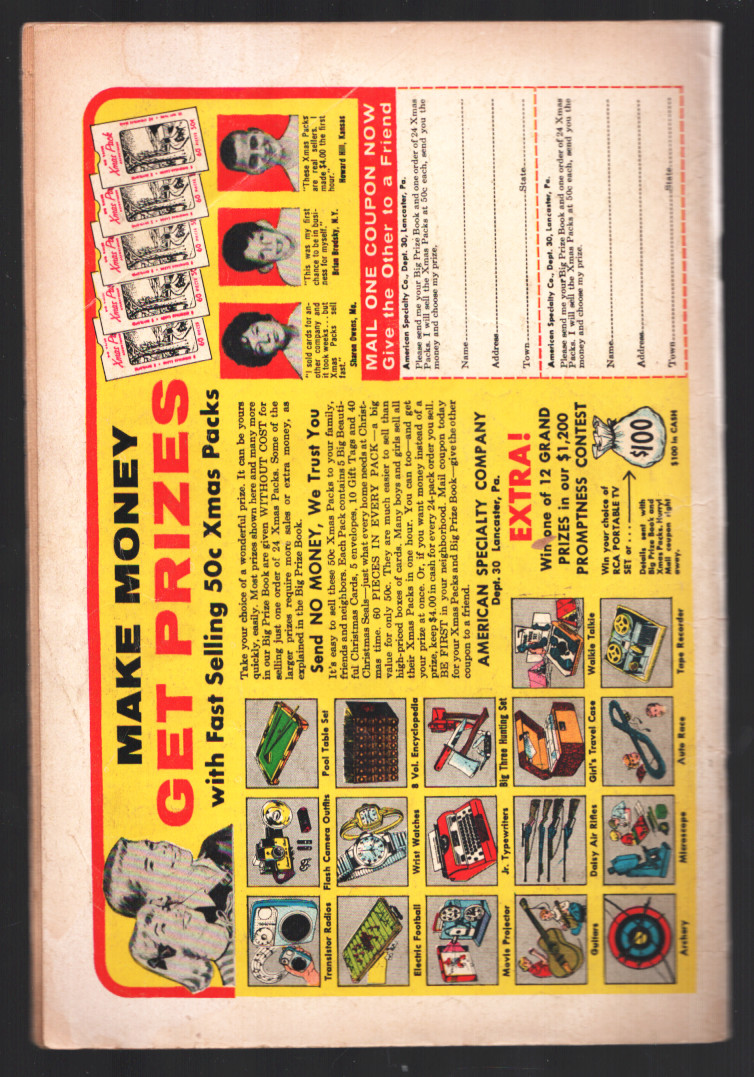 MAKE MONEY
GET PRIZES
with Fast Selling 50c Xmas Packs
Take your choice of a wonderful prize. It can be yours
quickly, easily. Most prizes shown here and many more
in our Big Prize Book are given WITHOUT COST for
selling just one order of 24 Xmas Packs. Some of the
larger prizes require more sales or extra money, as
explained in the Big Prize Book.
Send NO MONEY, We Trust You
It's easy to sell these 50c Xmas Packs to your family,
friends and neighbors. Each Pack contains 5 Big Beauti-
ful Christmas Cards, 5 envelopes, 10 Gift Tags and 40
Christmas Seals—just what every home needs at Christ-
mas time. 60 PIECES IN EVERY PACK—a big
value for only 50c. They are much easier to sell than
high-priced boxes of cards. Many boys and girls sell all
their Xmas Packs in one hour. You can too—and get
your prize at once. Or, if you want money instead of a
prize, keep $4.00 in cash for every 24-pack order you sell.
BE FIRST in your neighborhood. Mail coupon today
for your Xmas Packs and Big Prize Book—give the other
coupon to a friend.
AMERICAN SPECIALTY COMPANY
Dept. 30 Lancaster, Pa.
EXTRA!
Win one of 12 GRAND
PRIZES in our $1,200
PROMPTNESS CONTEST
Win your choice of
RCA PORTABLE TV
SET or . . . .
Details sent with
Big Prize Book and
Xmas Packs. Hurry!
Mail coupon right
away.
$100
$100 in CASH
Transistor Radios
Flash Camera Outfits
Pool Table Set
Electric Football
Wrist Watches
8 Vol. Encyclopedia
Movie Projector
Jr. Typewriters
Big Three Hunting Set
Guitars
Daisy Air Rifles
Girl's Travel Case
Walkie Talkie
Archery
Microscope
Auto Race
Tape Recorder
Xmas Pack
60 PIECES 50c
"I sold cards for an-
other company and
it took weeks . . but
Xmas Packs sell
fast."
Sharon Owens, Mo.
"This was my first
chance to be in busi-
ness for myself."
Brian Brodsky, N.Y.
"These Xmas Packs
are real sellers. I
made $4.00 the first
hour."
Howard Hill, Kansas
MAIL ONE COUPON NOW
Give the Other to a Friend
American Specialty Co., Dept. 30, Lancaster, Pa.
Please send me your Big Prize Book and one order of 24 Xmas
Packs. I will sell the Xmas Packs at 50c each, send you the
money and choose my prize.
Name
Address
Town State
American Specialty Co., Dept. 30, Lancaster, Pa.
Please send me your Big Prize Book and one order of 24 Xmas
Packs. I will sell the Xmas Packs at 50c each, send you the
money and choose my prize.
Name
Address
Town State